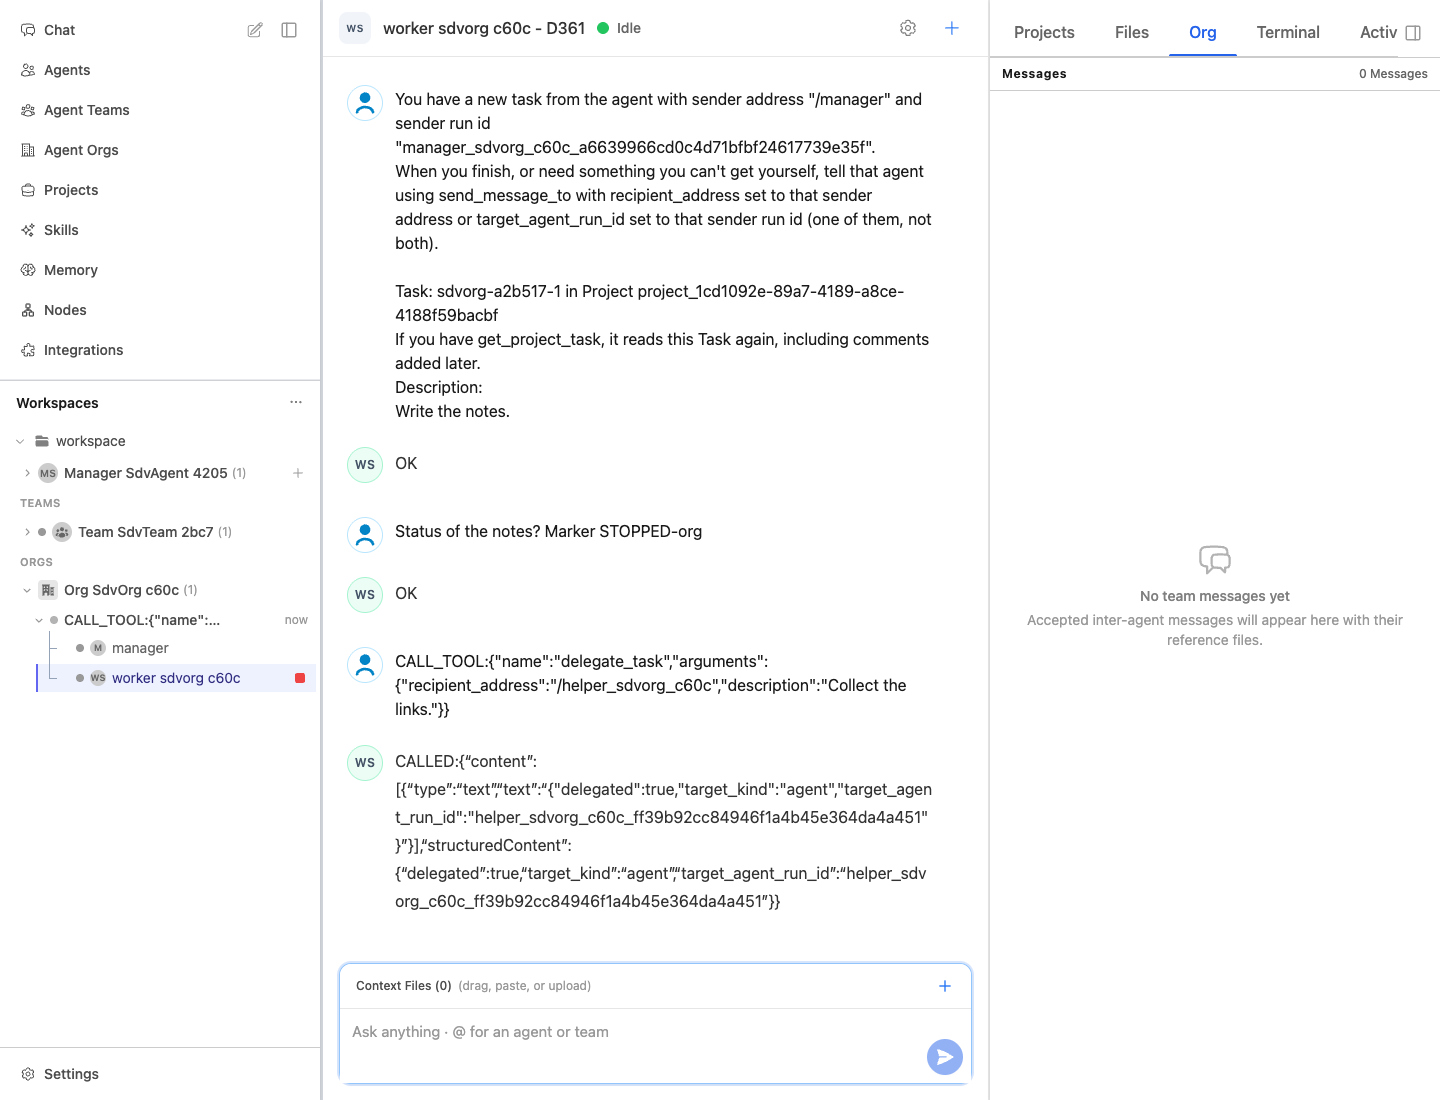 Chat
Agents
Agent Teams
Agent Orgs
Projects
Skills
Memory
Nodes
Integrations
Workspaces
workspace
MS Manager SdvAgent 4205 (1)
TEAMS
Team SdvTeam 2bc7 (1)
ORGS
Org SdvOrg c60c (1)
CALL_TOOL:{"name":... now
M manager
WS worker sdvorg c60c
Settings
WS worker sdvorg c60c - D361 Idle
You have a new task from the agent with sender address "/manager" and
sender run id
"manager_sdvorg_c60c_a6639966cd0c4d71bfbf24617739e35f".
When you finish, or need something you can't get yourself, tell that agent
using send_message_to with recipient_address set to that sender
address or target_agent_run_id set to that sender run id (one of them, not
both).
Task: sdvorg-a2b517-1 in Project project_1cd1092e-89a7-4189-a8ce-
4188f59bacbf
If you have get_project_task, it reads this Task again, including comments
added later.
Description:
Write the notes.
WS OK
Status of the notes? Marker STOPPED-org
WS OK
CALL_TOOL:{"name":"delegate_task","arguments":
{"recipient_address":"/helper_sdvorg_c60c","description":"Collect the
links."}}
WS CALLED:{“content”:
[{“type”:“text”,“text”:“{"delegated":true,"target_kind":"agent","target_agen
t_run_id":"helper_sdvorg_c60c_ff39b92cc84946f1a4b45e364da4a451"
}”}],“structuredContent”:
{“delegated”:true,“target_kind”:“agent”,“target_agent_run_id”:“helper_sdv
org_c60c_ff39b92cc84946f1a4b45e364da4a451”}}
Context Files (0) (drag, paste, or upload)
Ask anything · @ for an agent or team
Projects Files Org Terminal Activ
Messages 0 Messages
No team messages yet
Accepted inter-agent messages will appear here with their
reference files.